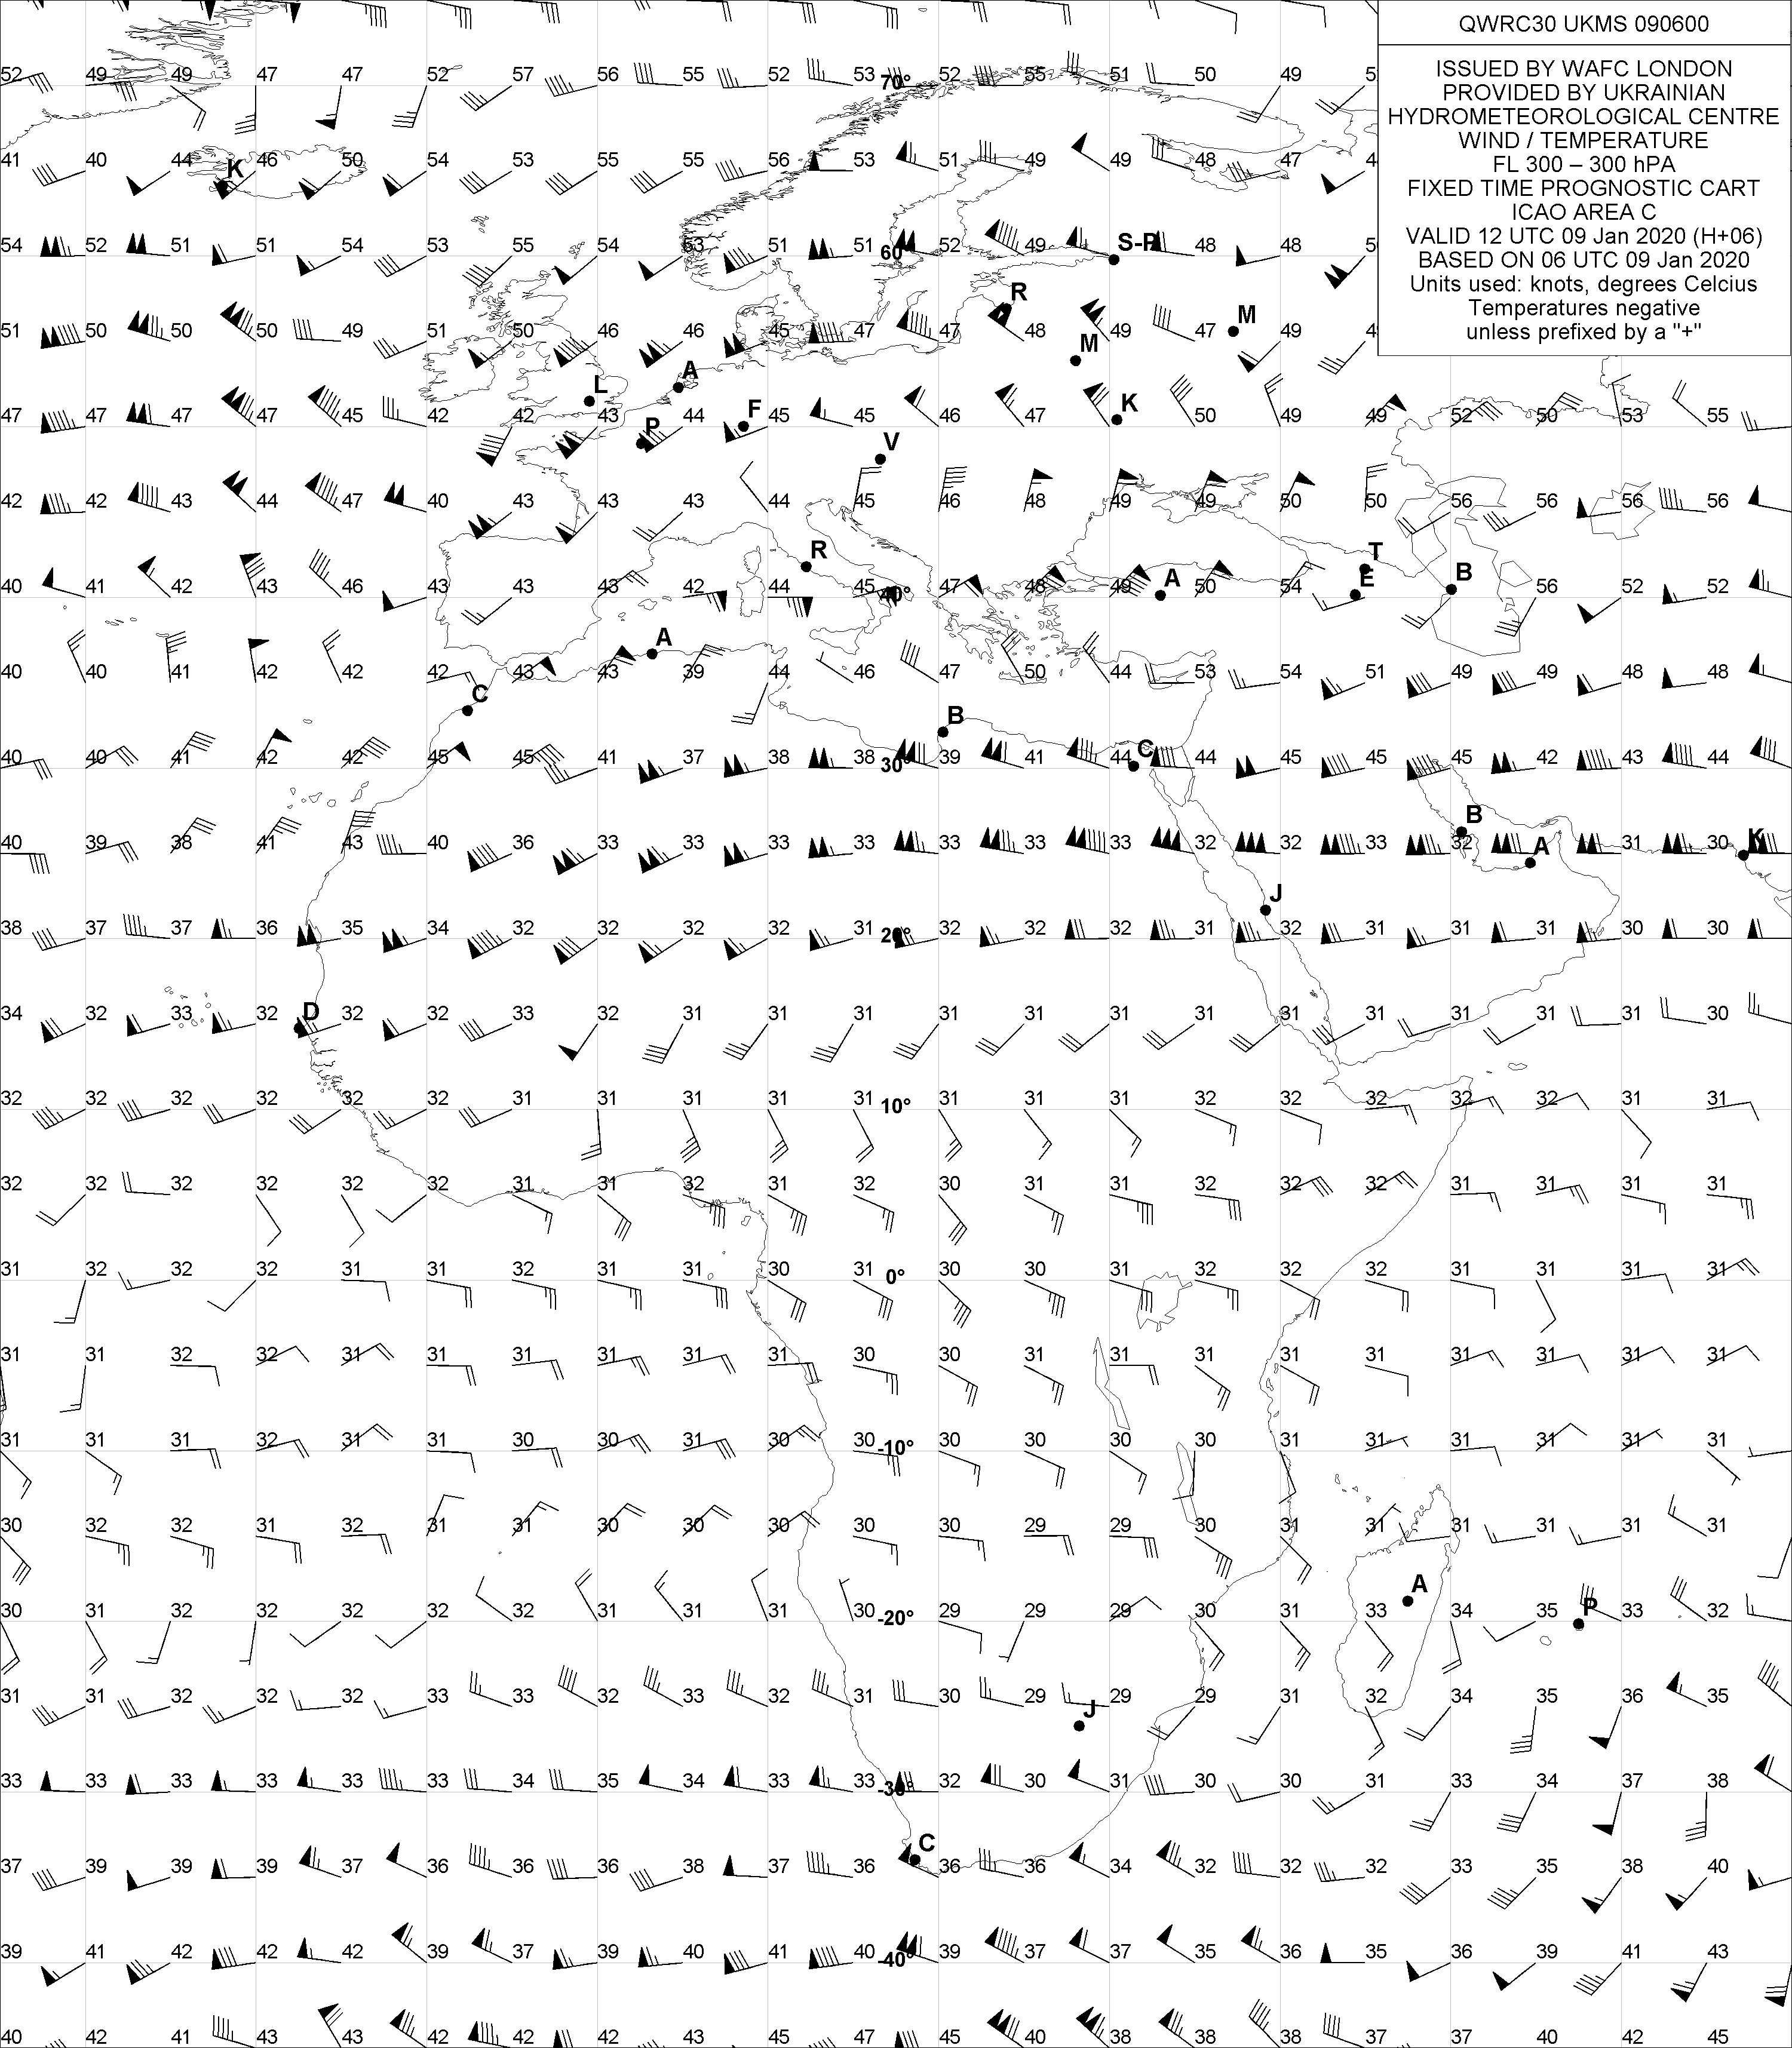 QWRC30 UKMS 090600
ISSUED BY WAFC LONDON
PROVIDED BY UKRAINIAN
HYDROMETEOROLOGICAL CENTRE
WIND / TEMPERATURE
FL 300 – 300 hPA
FIXED TIME PROGNOSTIC CART
ICAO AREA C
VALID 12 UTC 09 Jan 2020 (H+06)
BASED ON 06 UTC 09 Jan 2020
Units used: knots, degrees Celcius
Temperatures negative
unless prefixed by a "+"
52 49 49 47 47 52 57 56 55 52 53 70° 52 55 51 50 49
41 40 44 K 46 50 54 53 55 55 56 53 51 49 49 48 47
54 52 51 51 54 53 55 54 53 51 51 60° 52 49 S-P 48 48
R
51 50 50 50 49 51 50 46 46 45 47 47 48 49 47 M 49
M
A
L
47 47 47 47 45 42 42 43 P 44 F 45 45 46 47 K 50 49 49 52 50 53 55
V
42 42 43 44 47 40 43 43 43 44 45 46 48 49 49 50 50 56 56 56 56
R T
40 41 42 43 46 43 43 43 42 44 45 40° 47 48 49 A 50 54 E B 56 52 52
A
40 40 41 42 42 42 43 43 39 44 46 47 50 44 53 54 51 49 49 48 48
C
B
40 40 41 42 42 45 45 41 37 38 38 30° 39 41 44 C 44 45 45 45 42 43 44
B
40 39 38 41 43 40 36 33 33 33 33 33 33 33 32 32 33 32 A 31 30 K
J
38 37 37 36 35 34 32 32 32 32 31 20° 32 32 32 31 32 31 31 31 30 30
34 32 33 32 D 32 32 33 32 31 31 31 31 31 31 31 31 31 31 31 31 30
32 32 32 32 32 32 31 31 31 31 31 10° 31 31 31 32 32 32 32 32 31 31
32 32 32 32 32 32 31 31 32 31 32 30 31 31 32 32 32 31 31 31 31
31 32 32 32 31 31 32 31 31 30 31 0° 30 30 31 32 32 32 31 31 31 31
31 31 32 32 31 31 31 31 31 31 30 30 31 31 31 31 31 31 31 31 31
31 31 31 32 31 31 30 30 31 30 30 -10° 30 30 30 30 31 31 31 31 31 31
30 32 32 31 32 31 31 30 30 30 30 30 29 29 30 31 31 31 31 31 31
A
30 31 32 32 32 32 32 31 31 31 30 -20° 29 29 29 30 31 33 34 35 P 33 32
31 31 32 32 32 33 33 32 33 32 31 30 29 29 29 31 32 34 35 36 35
J
33 33 33 33 33 33 34 35 34 33 33 -30° 32 30 31 30 30 31 33 34 37 38
C
37 39 39 39 37 36 36 36 38 37 36 36 36 34 32 32 32 33 35 38 40
39 41 42 42 42 39 37 39 40 41 40 -40° 39 37 37 35 36 35 36 39 41 43
40 42 41 43 43 42 42 42 43 45 47 45 40 38 38 38 37 37 40 42 45